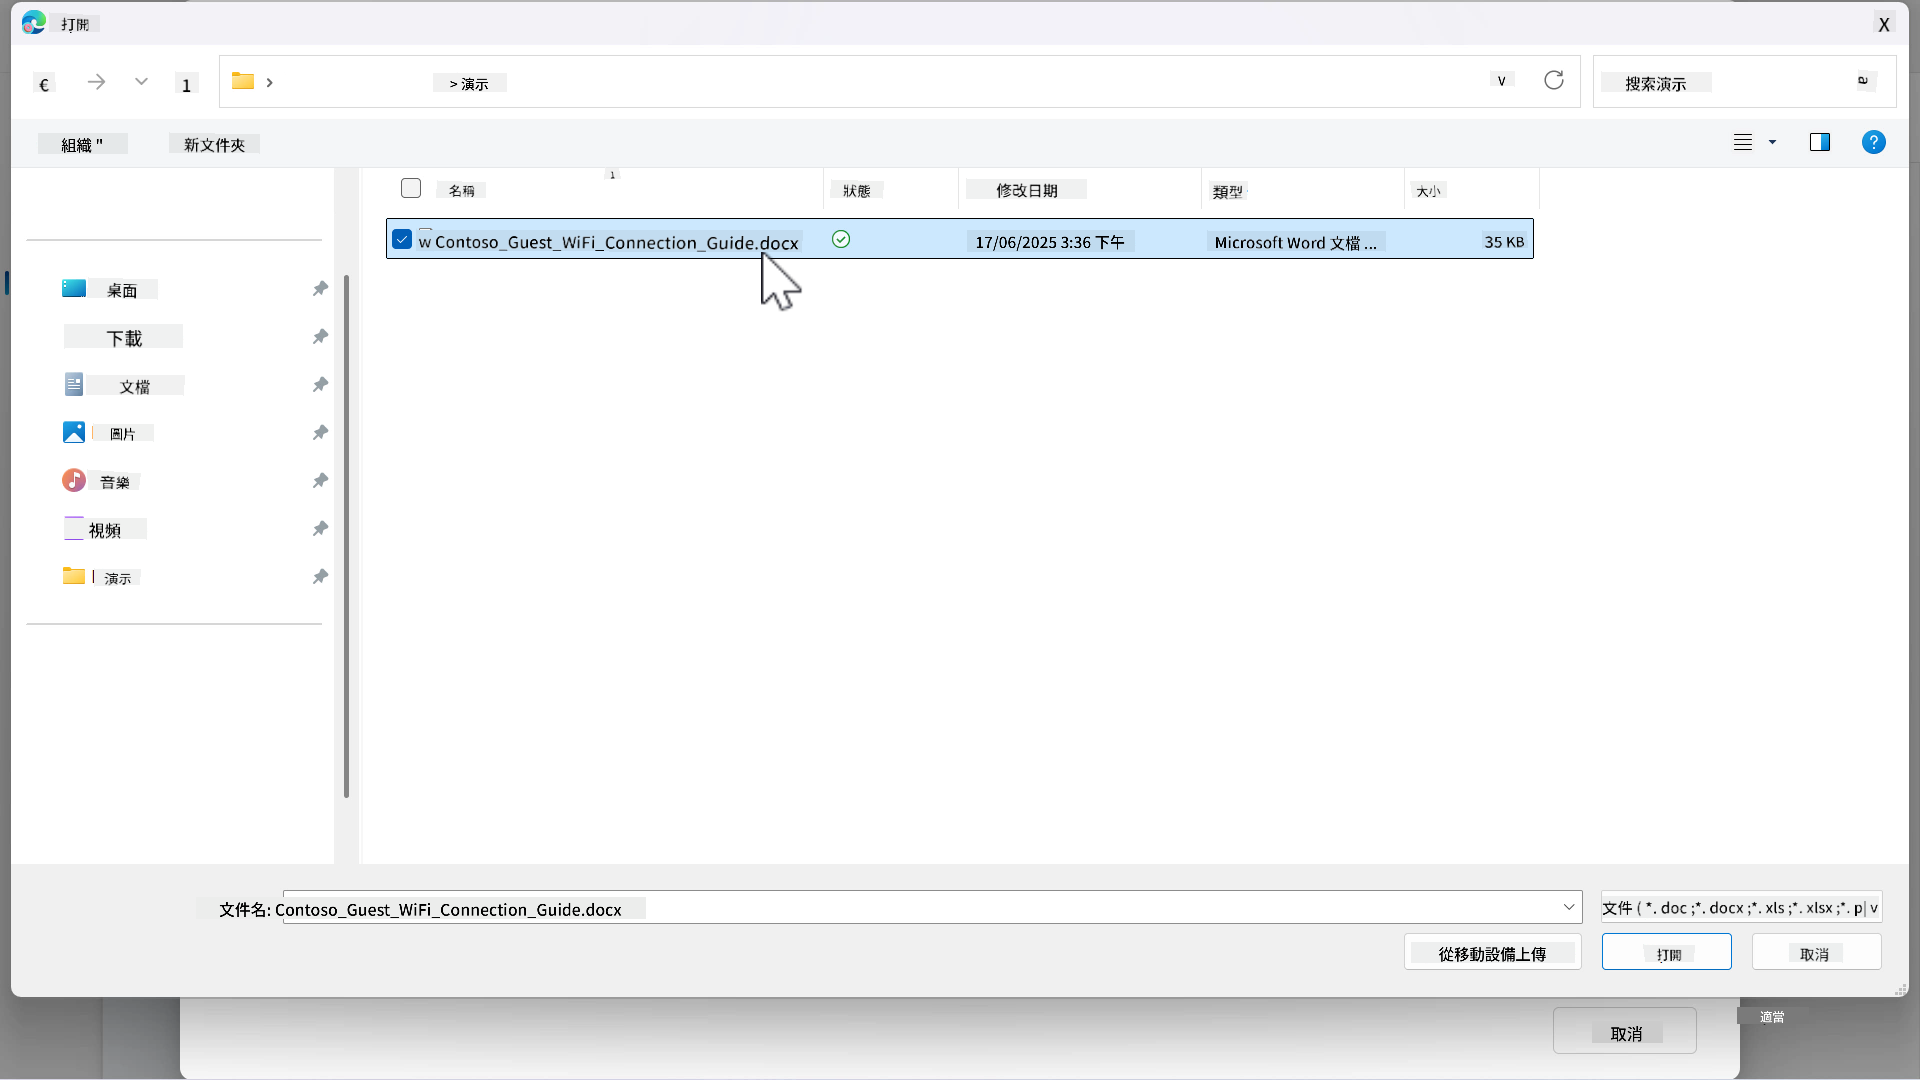 打開
X
€
1
> 演示
v
搜索演示
組織 "
新文件夾
1
名稱
狀態
修改日期
類型
大小
w Contoso_Guest_WiFi_Connection_Guide.docx
17/06/2025 3:36 下午
Microsoft Word 文檔 ...
35 KB
桌面
下載
文檔
圖片
音樂
視頻
演示
文件名: Contoso_Guest_WiFi_Connection_Guide.docx
文件 ( *. doc ;*. docx ;*. xls ;*. xlsx ;*. p| v
從移動設備上傳
打開
取消
取消
適當